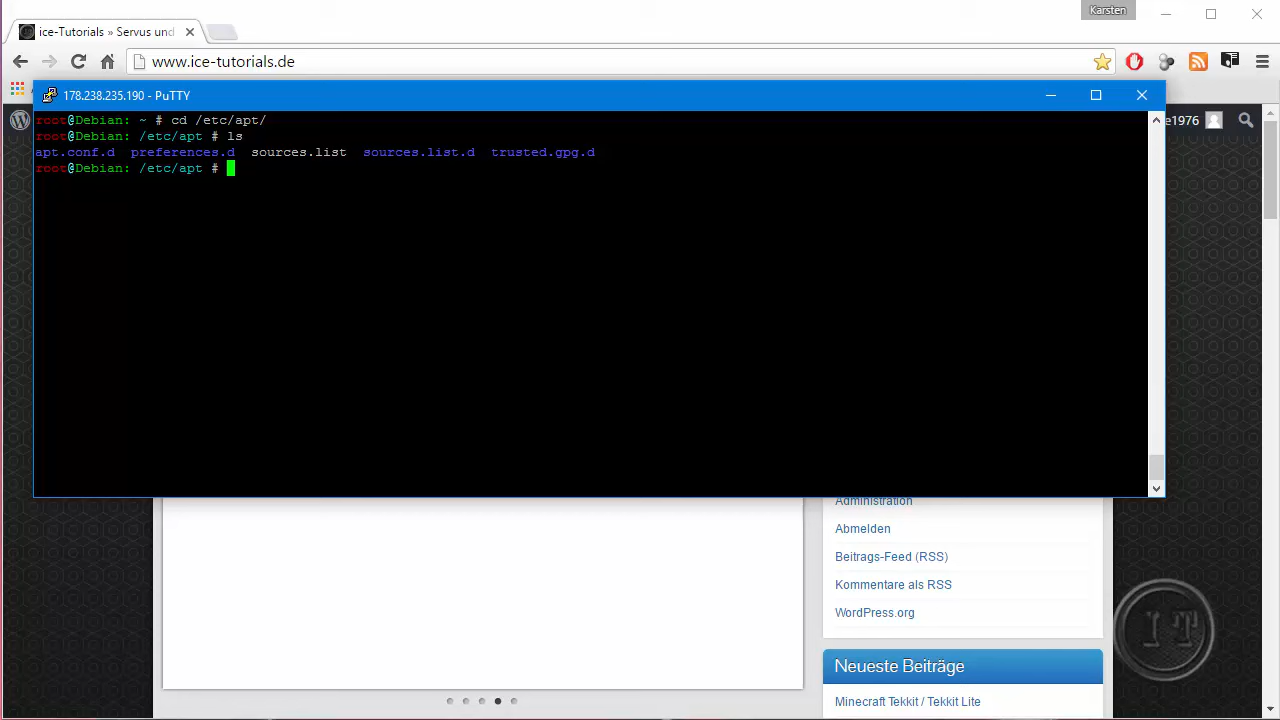 Karsten
ice-Tutorials » Servus und
www.ice-tutorials.de
178.238.235.190 - PuTTY
e1976
root@Debian: ~ # cd /etc/apt/
root@Debian: /etc/apt # ls
apt.conf.d preferences.d sources.list sources.list.d trusted.gpg.d
root@Debian: /etc/apt #
Administration
Abmelden
Beitrags-Feed (RSS)
Kommentare als RSS
WordPress.org
IT
Neueste Beiträge
Minecraft Tekkit / Tekkit Lite